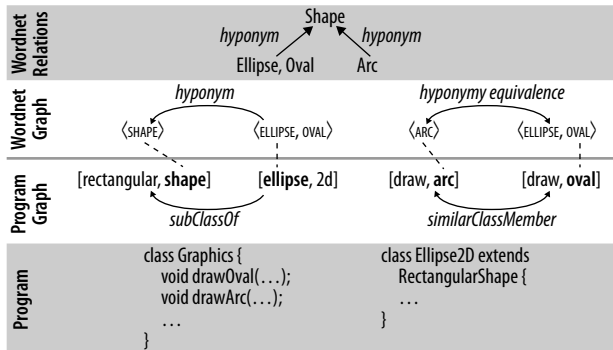 Wordnet Relations
Shape
hyponym hyponym
Ellipse, Oval Arc
Wordnet Graph
hyponym hyponymy equivalence
⟨SHAPE⟩ ⟨ELLIPSE, OVAL⟩ ⟨ARC⟩ ⟨ELLIPSE, OVAL⟩
Program Graph
[rectangular, shape] [ellipse, 2d] [draw, arc] [draw, oval]
subClassOf similarClassMember
Program
class Graphics {
void drawOval(...);
void drawArc(...);
...
}
class Ellipse2D extends
RectangularShape {
...
}